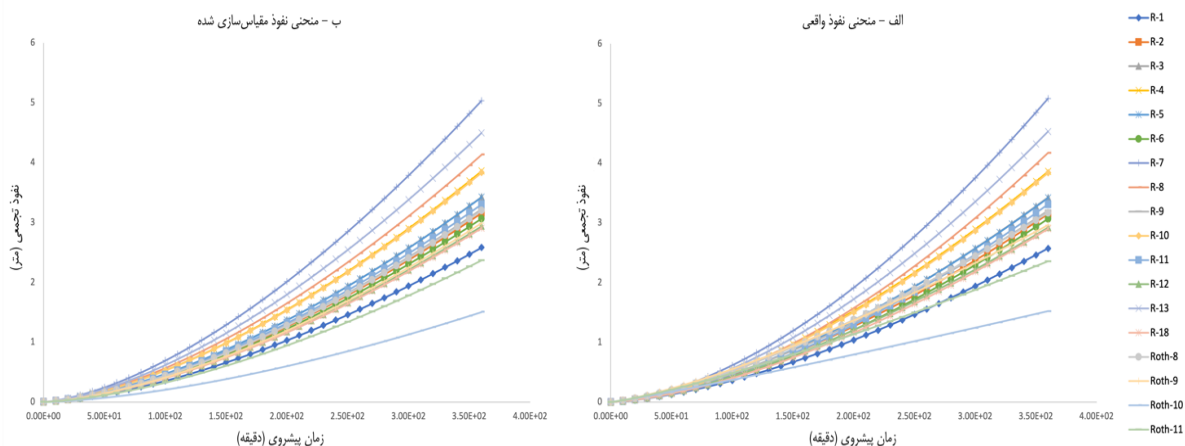 ب – منحنی نفوذ مقیاس‌سازی شده
6
5
4
3
2
1
0
نفوذ تجمعی (متر)
0.00E+00 5.00E+01 1.00E+02 1.50E+02 2.00E+02 2.50E+02 3.00E+02 3.50E+02 4.00E+02
زمان پیشروی (دقیقه)
الف – منحنی نفوذ واقعی
6
5
4
3
2
1
0
نفوذ تجمعی (متر)
0.00E+00 5.00E+01 1.00E+02 1.50E+02 2.00E+02 2.50E+02 3.00E+02 3.50E+02 4.00E+02
زمان پیشروی (دقیقه)
R-1
R-2
R-3
R-4
R-5
R-6
R-7
R-8
R-9
R-10
R-11
R-12
R-13
R-18
Roth-8
Roth-9
Roth-10
Roth-11